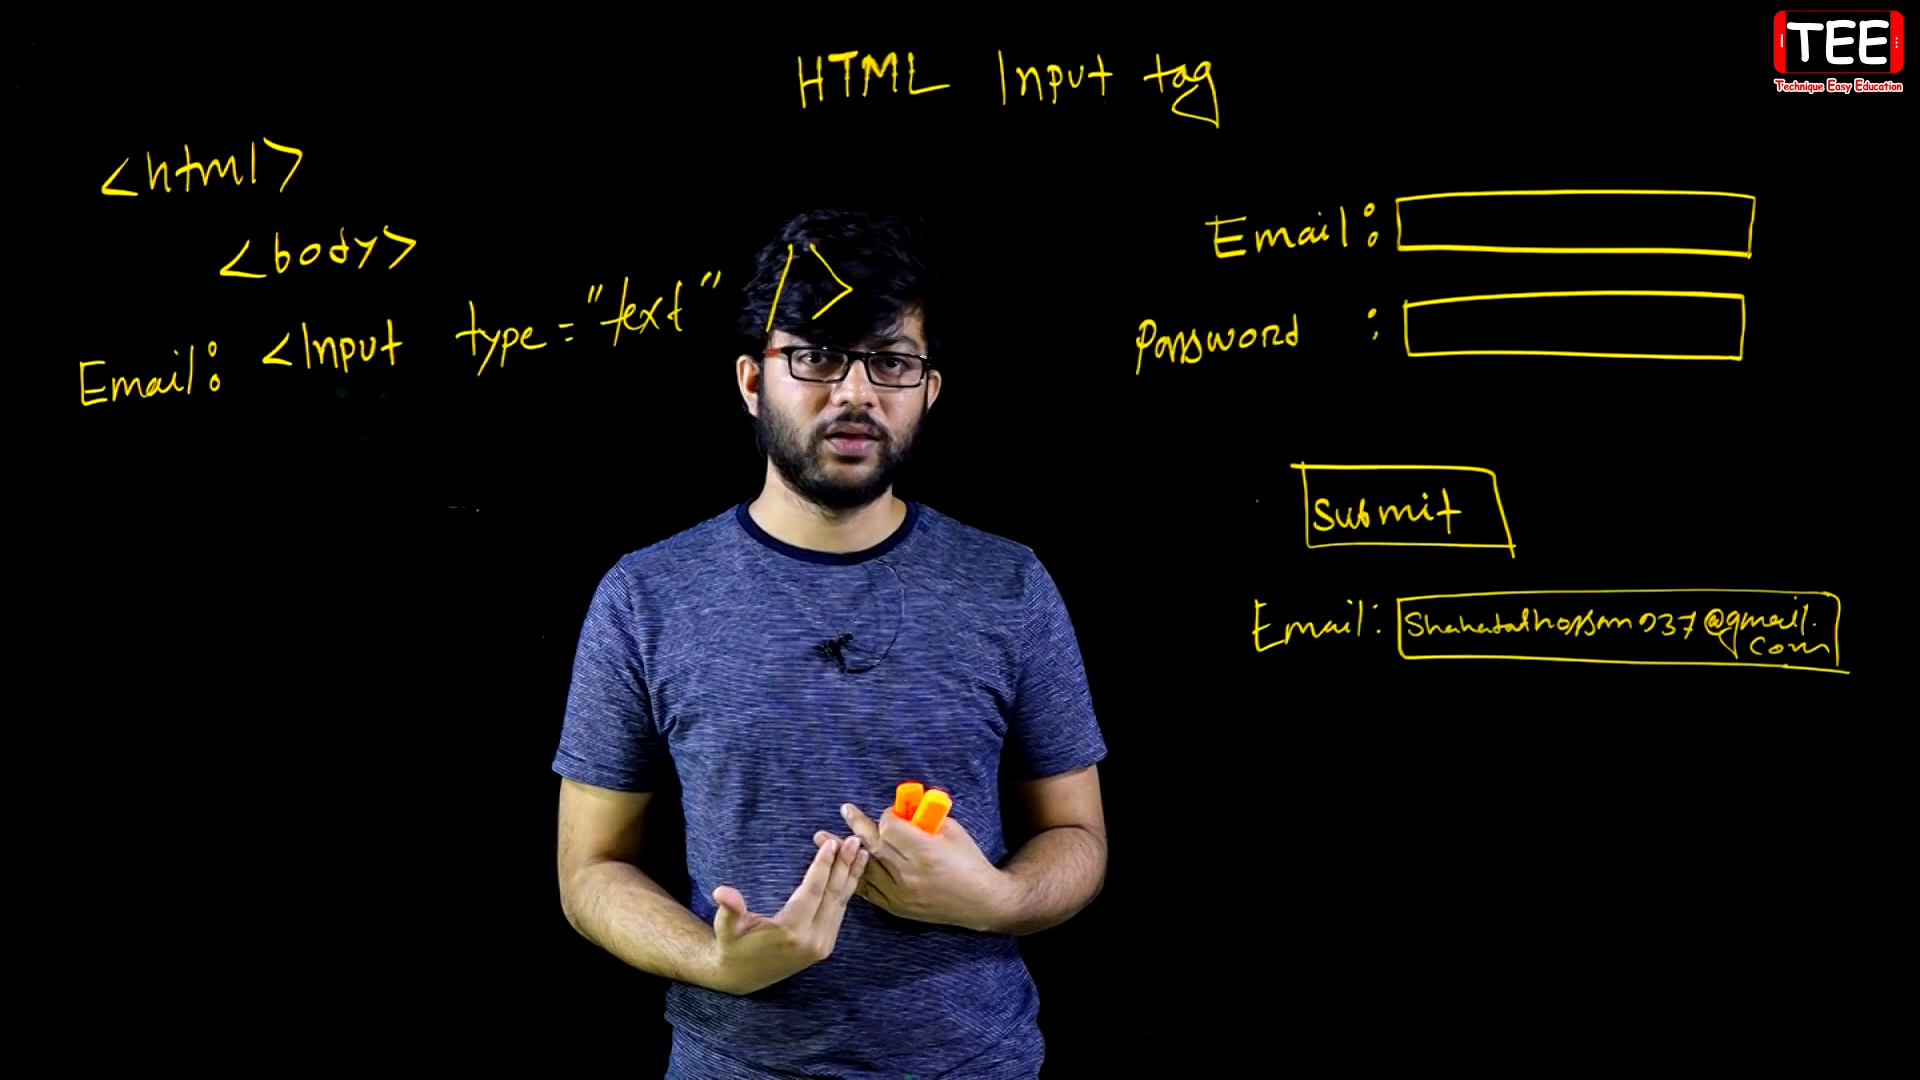 TEE
Technique Easy Education
HTML Input tag
<html>
<body>
Email: <Input type="text" />
Email:
Password :
Submit
Email: @gmail.
com